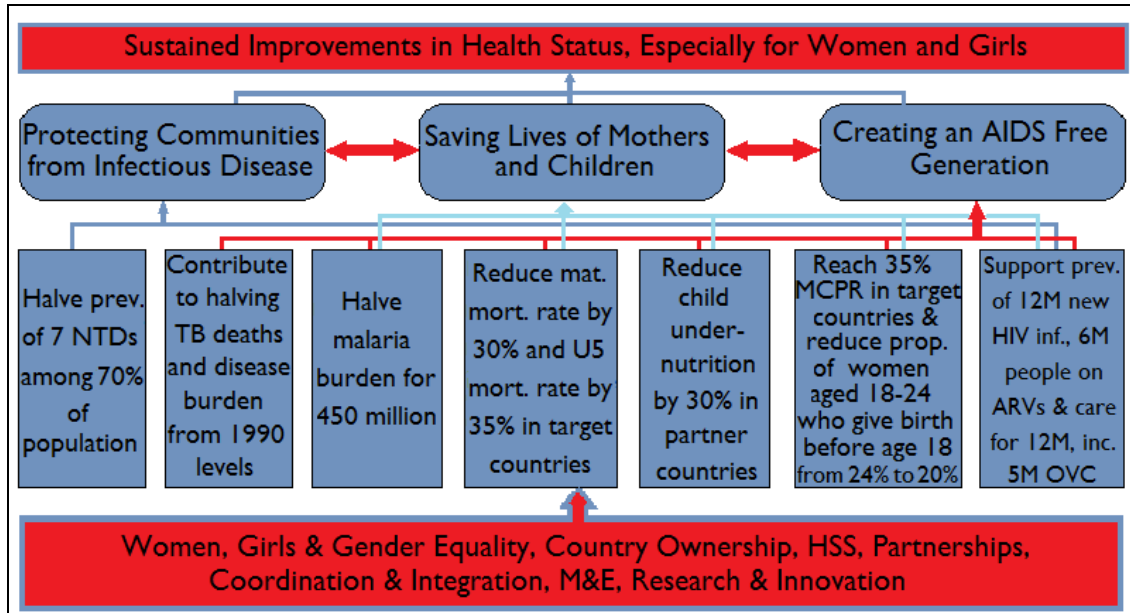 Sustained Improvements in Health Status, Especially for Women and Girls
Protecting Communities
from Infectious Disease
Saving Lives of Mothers
and Children
Creating an AIDS Free
Generation
Halve prev.
of 7 NTDs
among 70%
of
population
Contribute
to halving
TB deaths
and disease
burden
from 1990
levels
Halve
malaria
burden for
450 million
Reduce mat.
mort. rate by
30% and U5
mort. rate by
35% in target
countries
Reduce
child
under-
nutrition
by 30% in
partner
countries
Reach 35%
MCPR in target
countries &
reduce prop.
of women
aged 18-24
who give birth
before age 18
from 24% to 20%
Support prev.
of 12M new
HIV inf., 6M
people on
ARVs & care
for 12M, inc.
5M OVC
Women, Girls & Gender Equality, Country Ownership, HSS, Partnerships,
Coordination & Integration, M&E, Research & Innovation